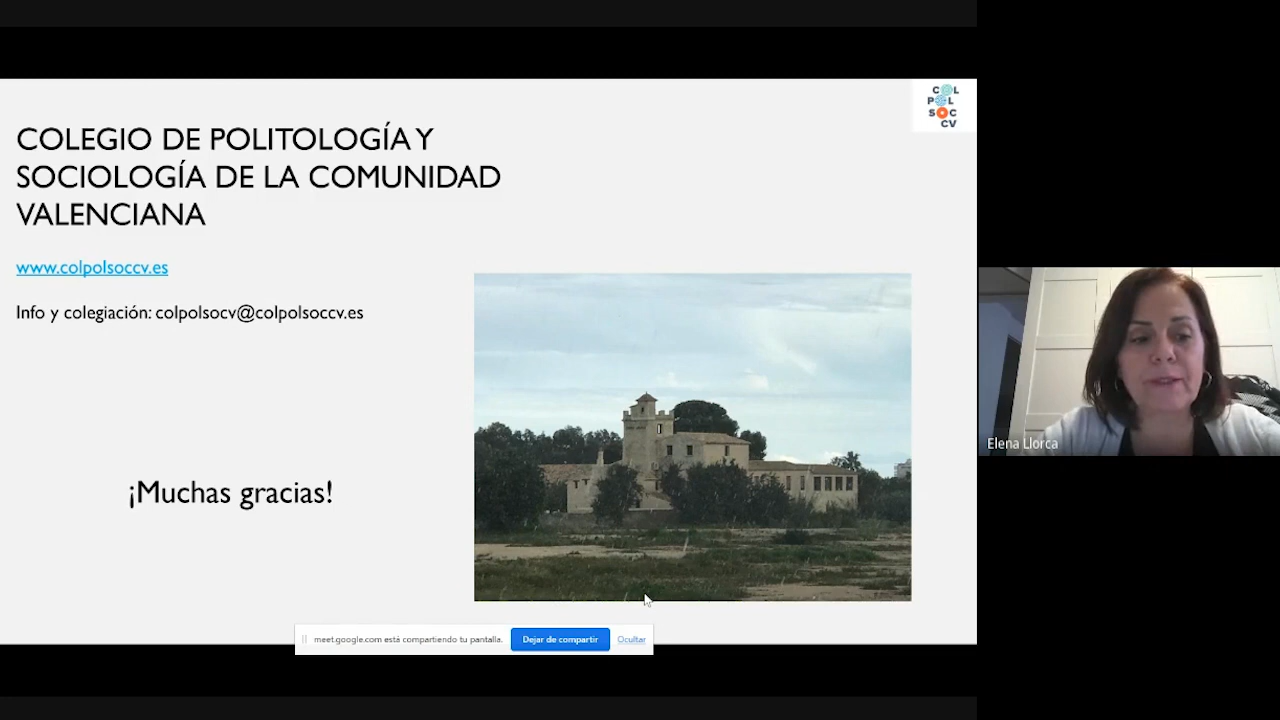 COL
POL
SOC
CV
COLEGIO DE POLITOLOGÍA Y
SOCIOLOGÍA DE LA COMUNIDAD
VALENCIANA
www.colpolsoccv.es
Info y colegiación: colpolsocv@colpolsoccv.es
¡Muchas gracias!
Elena Llorca
meet.google.com está compartiendo tu pantalla.
Dejar de compartir
Ocultar